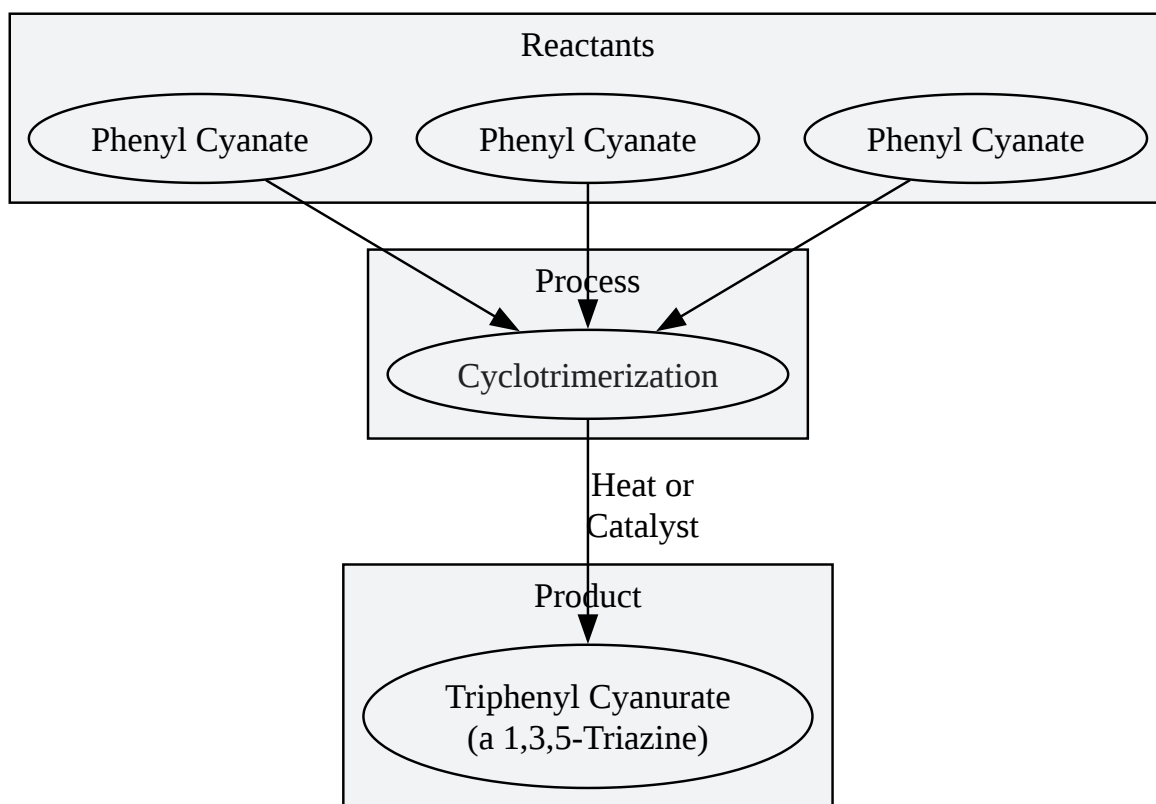 Reactants
Phenyl Cyanate
Phenyl Cyanate
Phenyl Cyanate
Process
Cyclotrimerization
Heat or
Catalyst
Product
Triphenyl Cyanurate
(a 1,3,5-Triazine)